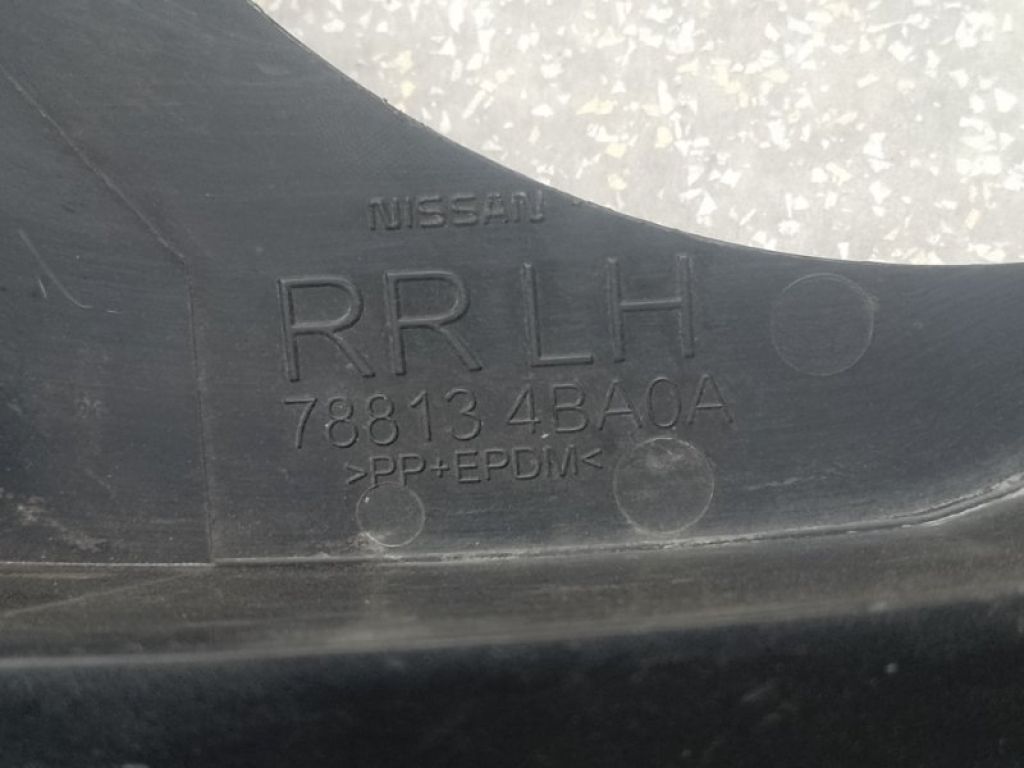 NISSAN
RR LH
78813 4BA0A
>PP+EPDM<